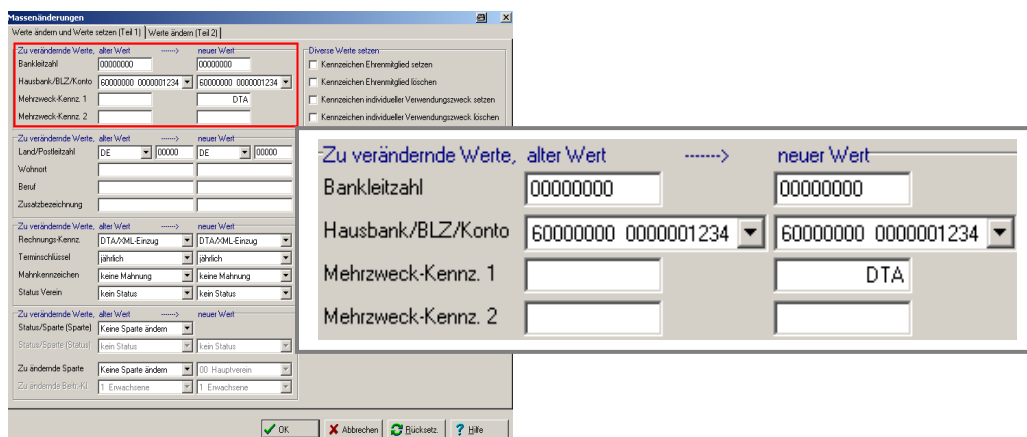 Massenänderungen
Werte ändern und Werte setzen (Teil 1) Werte ändern (Teil 2)
Zu verändernde Werte, alter Wert ------> neuer Wert
Bankleitzahl 00000000 00000000
Hausbank/BLZ/Konto 60000000 0000001234 60000000 0000001234
Mehrzweck-Kennz. 1 DTA
Mehrzweck-Kennz. 2
Diverse Werte setzen
Kennzeichen Ehrenmitglied setzen
Kennzeichen Ehrenmitglied löschen
Kennzeichen individueller Verwendungszweck setzen
Kennzeichen individueller Verwendungszweck löschen
Zu verändernde Werte, alter Wert ------> neuer Wert
Land/Postleitzahl DE 00000 DE 00000
Wohnort
Beruf
Zusatzbezeichnung
Zu verändernde Werte, alter Wert ------> neuer Wert
Rechnungs-Kennz. DTA/XML-Einzug DTA/XML-Einzug
Terminschlüssel jährlich jährlich
Mahnkennzeichen keine Mahnung keine Mahnung
Status Verein kein Status kein Status
Zu verändernde Werte, alter Wert ------> neuer Wert
Status/Sparte (Sparte) Keine Sparte ändern
Status/Sparte (Status) kein Status kein Status
Zu ändernde Sparte Keine Sparte ändern 00 Hauptverein
Zu ändernde Beitr.-Kl. 1 Erwachsene 1 Erwachsene
OK Abbrechen Rücksetz. Hilfe
Zu verändernde Werte, alter Wert ------> neuer Wert
Bankleitzahl 00000000 00000000
Hausbank/BLZ/Konto 60000000 0000001234 60000000 0000001234
Mehrzweck-Kennz. 1 DTA
Mehrzweck-Kennz. 2